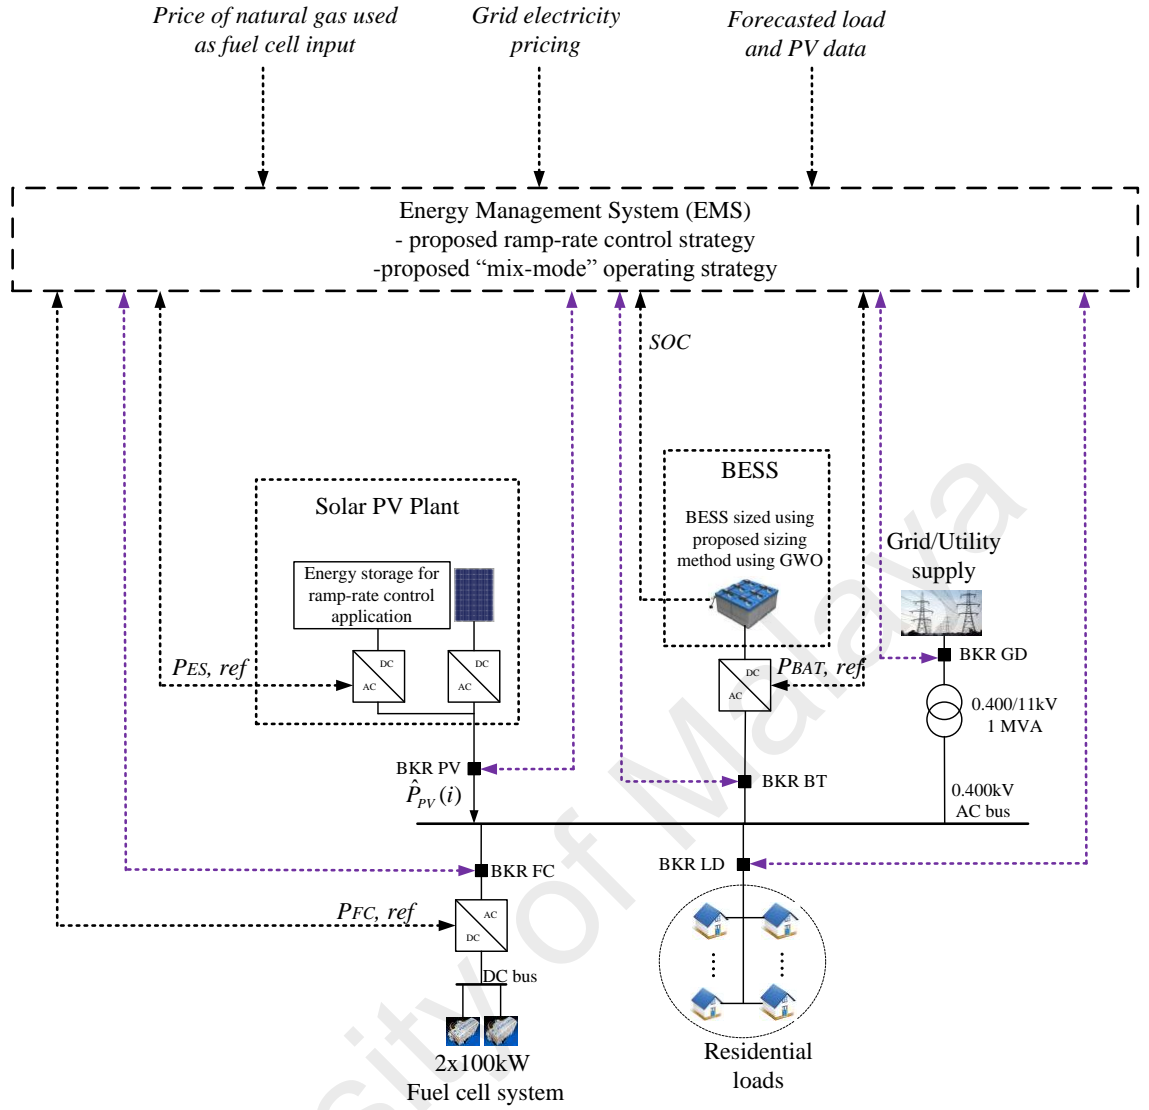 Price of natural gas used
as fuel cell input
Grid electricity
pricing
Forecasted load
and PV data
Energy Management System (EMS)
- proposed ramp-rate control strategy
-proposed “mix-mode” operating strategy
SOC
BESS
BESS sized using
proposed sizing
method using GWO
Solar PV Plant
Energy storage for
ramp-rate control
application
Grid/Utility
supply
DC
AC
DC
AC
PES, ref
DC
AC
PBAT, ref
BKR GD
0.400/11kV
1 MVA
BKR PV
P̂PV (i)
BKR BT
0.400kV
AC bus
BKR FC
BKR LD
PFC, ref
AC
DC
DC bus
2x100kW
Fuel cell system
Residential
loads
sity of Malaya